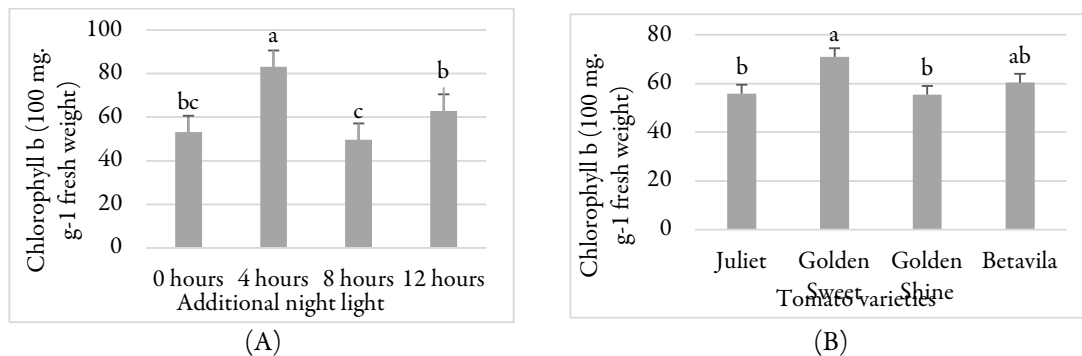 Chlorophyll b (100 mg.
g-1 fresh weight)
100
80
60
40
20
0
bc
a
c
b
0 hours
4 hours
8 hours
12 hours
Additional night light
(A)
Chlorophyll b (100 mg.
g-1 fresh weight)
80
60
40
20
0
b
a
b
ab
Juliet
Golden
Sweet
Golden
Shine
Betavila
Tomato varieties
(B)